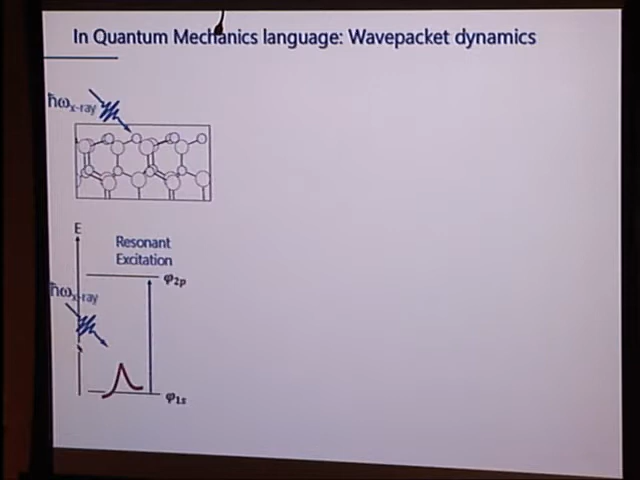 In Quantum Mechanics language: Wavepacket dynamics
ħωx-ray
E
Resonant
Excitation
φ2p
ħωx-ray
φ1s